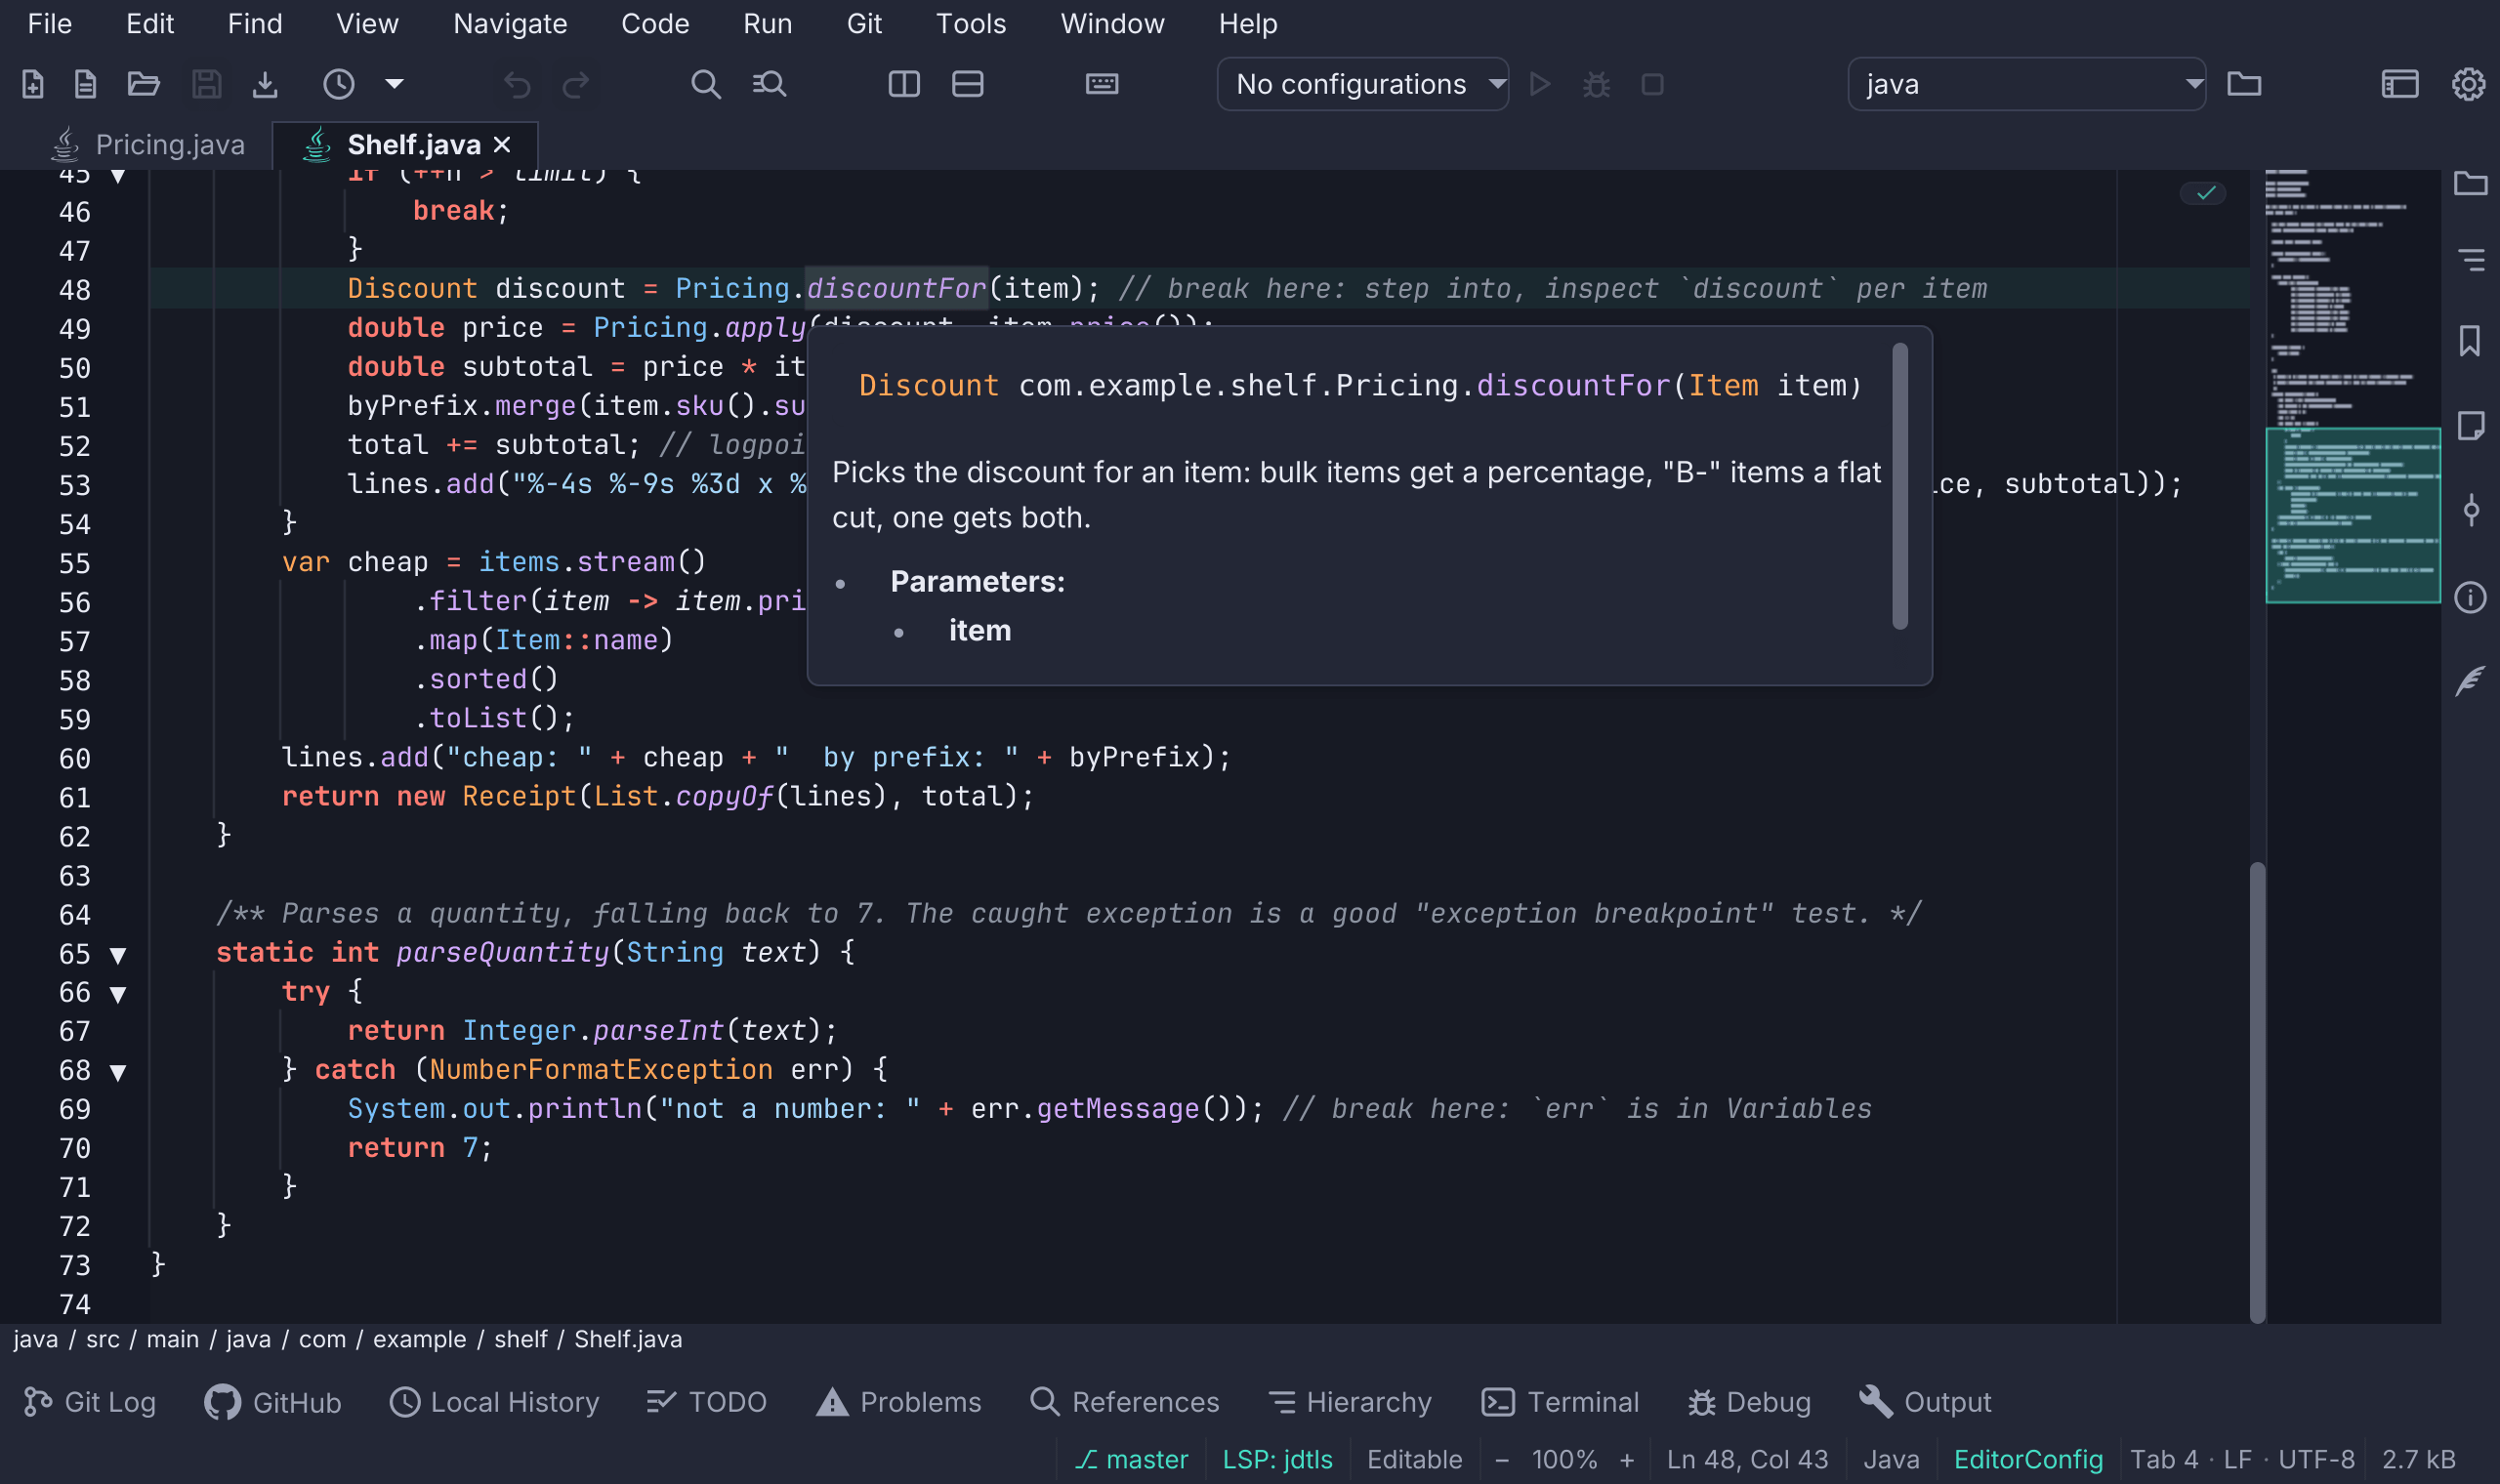 File Edit Find View Navigate Code Run Git Tools Window Help
No configurations java
Pricing.java Shelf.java
45 if (++n > limit) {
46 break;
47 }
48 Discount discount = Pricing.discountFor(item); // break here: step into, inspect `discount` per item
49 double price = Pricing.apply(discount, item.price());
50 double subtotal = price * it
51 byPrefix.merge(item.sku().su
52 total += subtotal; // logpoi
53 lines.add("%-4s %-9s %3d x % ice, subtotal));
54 }
55 var cheap = items.stream()
56 .filter(item -> item.pri
57 .map(Item::name)
58 .sorted()
59 .toList();
60 lines.add("cheap: " + cheap + "  by prefix: " + byPrefix);
61 return new Receipt(List.copyOf(lines), total);
62 }
63
64 /** Parses a quantity, falling back to 7. The caught exception is a good "exception breakpoint" test. */
65 static int parseQuantity(String text) {
66 try {
67 return Integer.parseInt(text);
68 } catch (NumberFormatException err) {
69 System.out.println("not a number: " + err.getMessage()); // break here: `err` is in Variables
70 return 7;
71 }
72 }
73 }
74
Discount com.example.shelf.Pricing.discountFor(Item item)
Picks the discount for an item: bulk items get a percentage, "B-" items a flat
cut, one gets both.
• Parameters:
• item
java / src / main / java / com / example / shelf / Shelf.java
Git Log GitHub Local History TODO Problems References Hierarchy Terminal Debug Output
master LSP: jdtls Editable − 100% + Ln 48, Col 43 Java EditorConfig Tab 4 · LF · UTF-8 2.7 kB